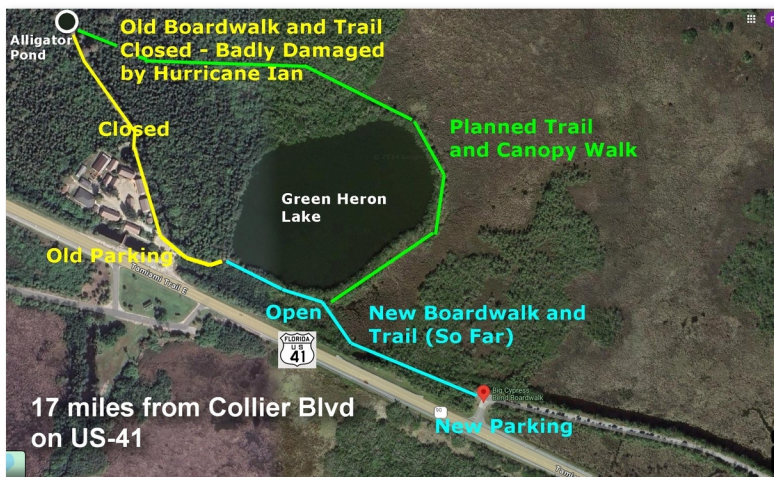 Alligator
Pond
Old Boardwalk and Trail
Closed - Badly Damaged
by Hurricane Ian
Closed
Planned Trail
and Canopy Walk
Green Heron
Lake
Old Parking
Tamiami Trail E
Open
New Boardwalk and
Trail (So Far)
FLORIDA
US
41
Big Cypress
Bend Boardwalk
90
New Parking
17 miles from Collier Blvd
on US-41